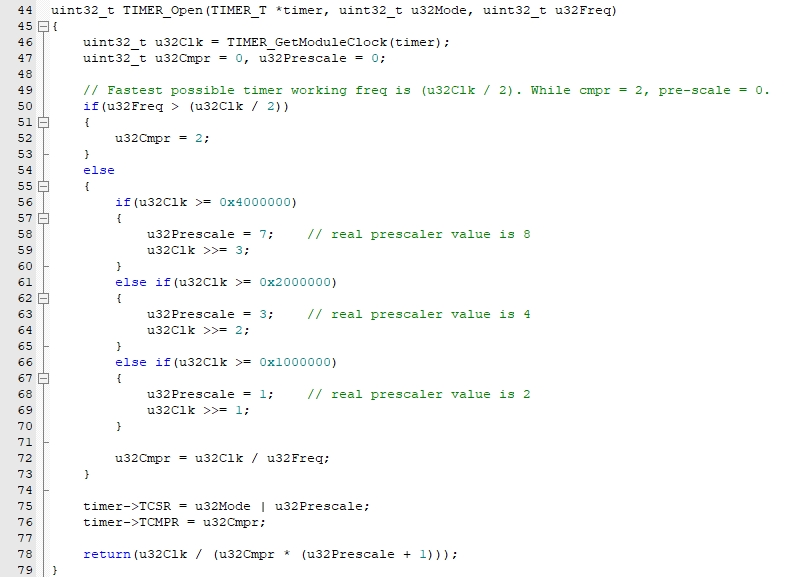 44 uint32_t TIMER_Open(TIMER_T *timer, uint32_t u32Mode, uint32_t u32Freq)
45 {
46     uint32_t u32Clk = TIMER_GetModuleClock(timer);
47     uint32_t u32Cmpr = 0, u32Prescale = 0;
48
49     // Fastest possible timer working freq is (u32Clk / 2). While cmpr = 2, pre-scale = 0.
50     if(u32Freq > (u32Clk / 2))
51     {
52         u32Cmpr = 2;
53     }
54     else
55     {
56         if(u32Clk >= 0x4000000)
57         {
58             u32Prescale = 7;    // real prescaler value is 8
59             u32Clk >>= 3;
60         }
61         else if(u32Clk >= 0x2000000)
62         {
63             u32Prescale = 3;    // real prescaler value is 4
64             u32Clk >>= 2;
65         }
66         else if(u32Clk >= 0x1000000)
67         {
68             u32Prescale = 1;    // real prescaler value is 2
69             u32Clk >>= 1;
70         }
71
72         u32Cmpr = u32Clk / u32Freq;
73     }
74
75     timer->TCSR = u32Mode | u32Prescale;
76     timer->TCMPR = u32Cmpr;
77
78     return(u32Clk / (u32Cmpr * (u32Prescale + 1)));
79 }